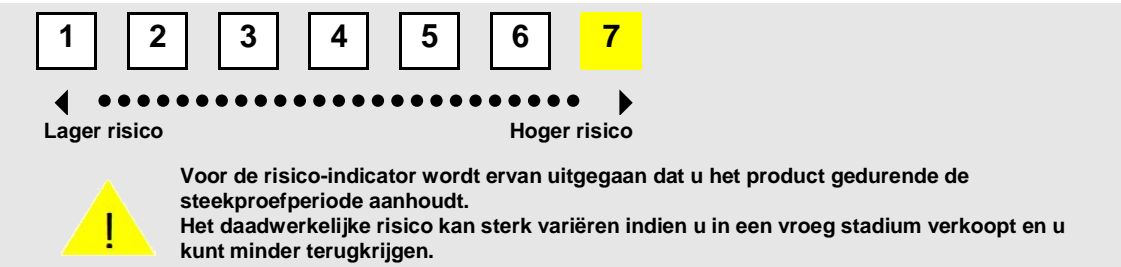 1 2 3 4 5 6 7
Lager risico Hoger risico
Voor de risico-indicator wordt ervan uitgegaan dat u het product gedurende de
steekproefperiode aanhoudt.
Het daadwerkelijke risico kan sterk variëren indien u in een vroeg stadium verkoopt en u
! kunt minder terugkrijgen.